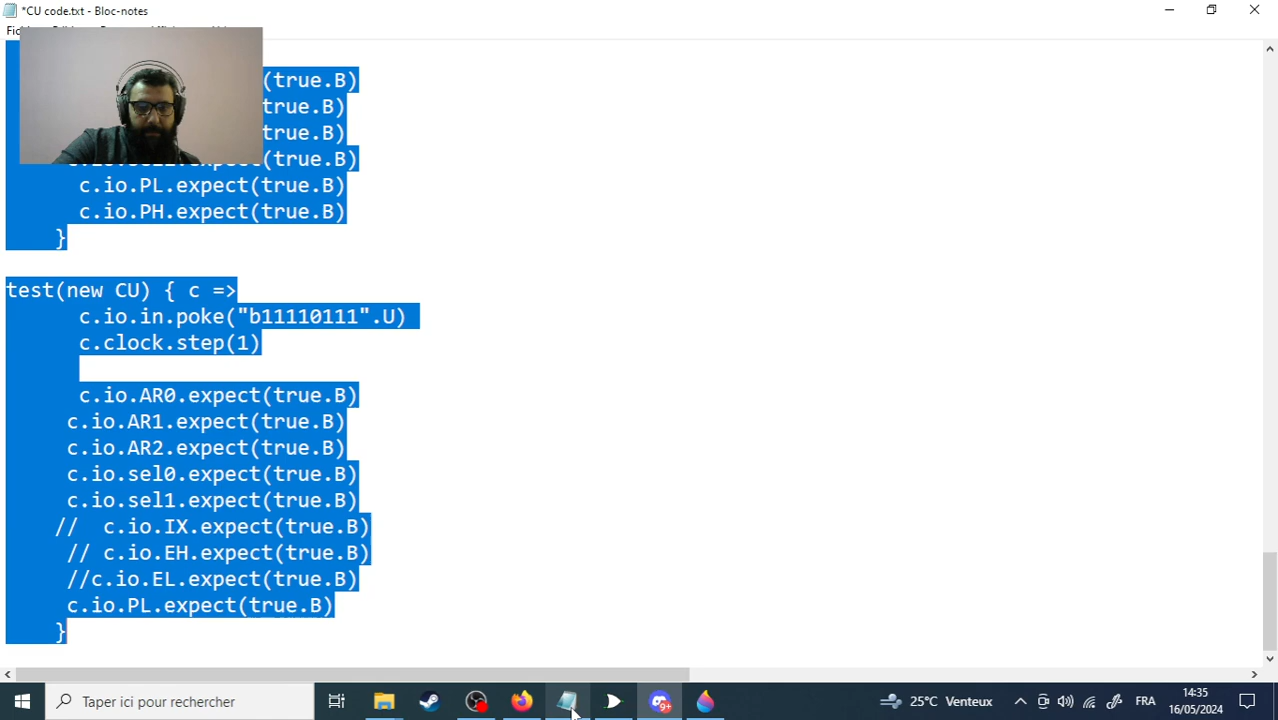 *CU code.txt - Bloc-notes
(true.B)
(true.B)
(true.B)
(true.B)
c.io.PL.expect(true.B)
c.io.PH.expect(true.B)
}
test(new CU) { c =>
c.io.in.poke("b11110111".U)
c.clock.step(1)
c.io.AR0.expect(true.B)
c.io.AR1.expect(true.B)
c.io.AR2.expect(true.B)
c.io.sel0.expect(true.B)
c.io.sel1.expect(true.B)
// c.io.IX.expect(true.B)
// c.io.EH.expect(true.B)
//c.io.EL.expect(true.B)
c.io.PL.expect(true.B)
}
Taper ici pour rechercher
9+
25°C Venteux
FRA
14:35
16/05/2024